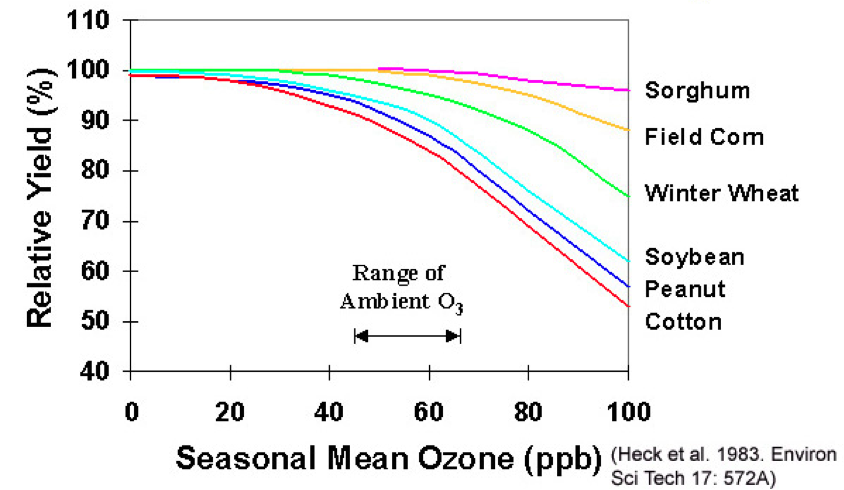 110
100
90
80
70
60
50
40
Relative Yield (%)
Sorghum
Field Corn
Winter Wheat
Soybean
Peanut
Cotton
Range of
Ambient O₃
0 20 40 60 80 100
Seasonal Mean Ozone (ppb)
(Heck et al. 1983. Environ
Sci Tech 17: 572A)